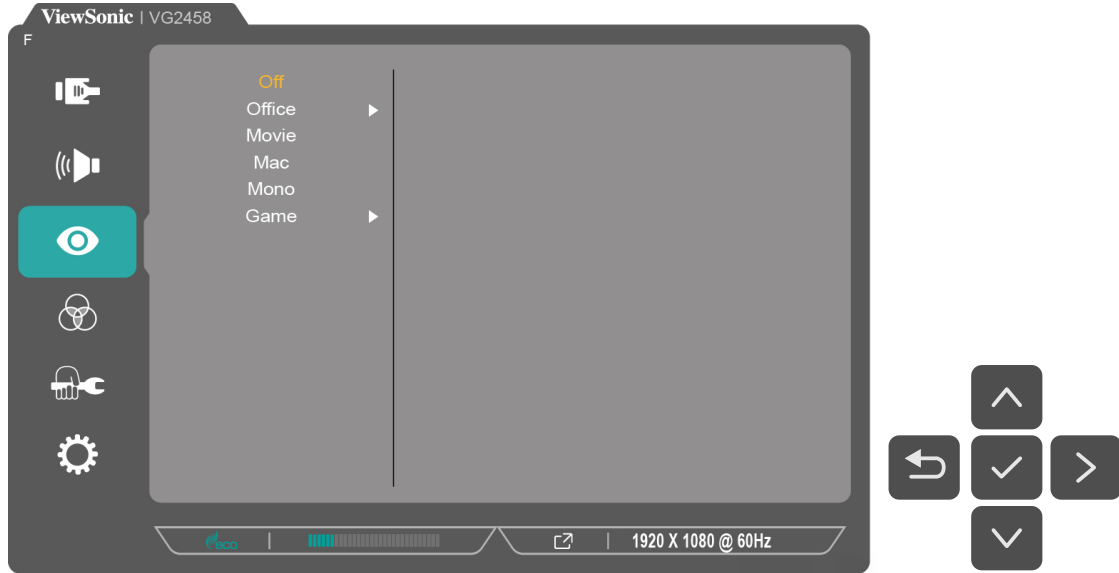 ViewSonic | VG2458
F
Off
Office
Movie
Mac
Mono
Game
eco | | 1920 X 1080 @ 60Hz